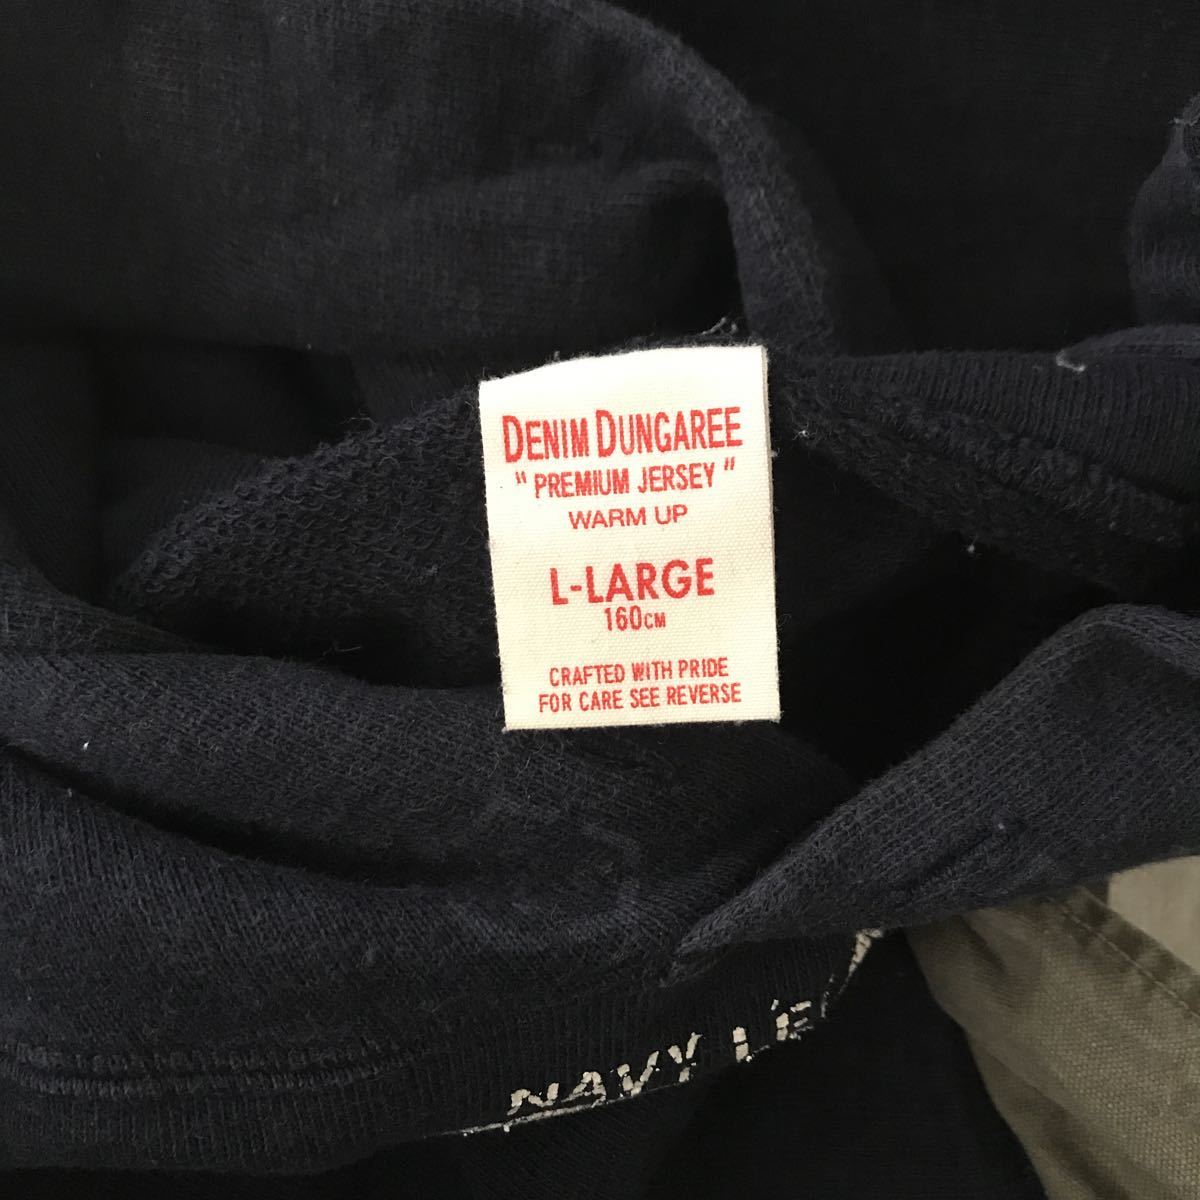 DENIM DUNGAREE
" PREMIUM JERSEY "
WARM UP
L-LARGE
160CM
CRAFTED WITH PRIDE
FOR CARE SEE REVERSE
NAVY